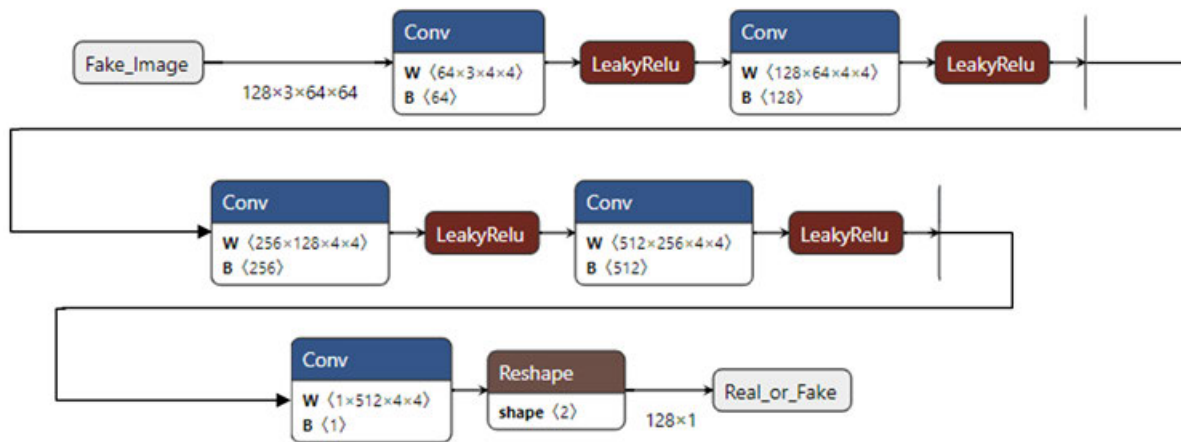 Fake_Image
128×3×64×64
Conv
W ⟨64×3×4×4⟩
B ⟨64⟩
LeakyRelu
Conv
W ⟨128×64×4×4⟩
B ⟨128⟩
LeakyRelu
Conv
W ⟨256×128×4×4⟩
B ⟨256⟩
LeakyRelu
Conv
W ⟨512×256×4×4⟩
B ⟨512⟩
LeakyRelu
Conv
W ⟨1×512×4×4⟩
B ⟨1⟩
Reshape
shape ⟨2⟩
128×1
Real_or_Fake